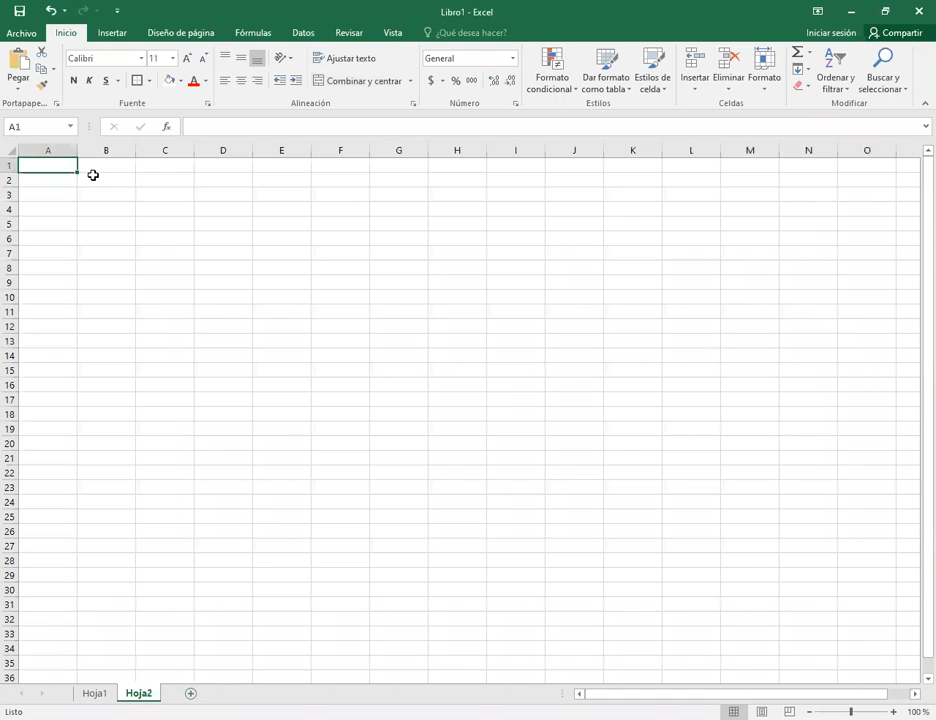 Libro1 - Excel
Archivo Inicio Insertar Diseño de página Fórmulas Datos Revisar Vista ¿Qué desea hacer? Iniciar sesión Compartir
Pegar
Calibri 11
N K S
A
Ajustar texto
Combinar y centrar
General
$ % 000
Formato condicional
Dar formato como tabla
Estilos de celda
Insertar Eliminar Formato
Ordenar y filtrar
Buscar y seleccionar
Portapape... Fuente Alineación Número Estilos Celdas Modificar
A1 fx
A B C D E F G H I J K L M N O
1
2
3
4
5
6
7
8
9
10
11
12
13
14
15
16
17
18
19
20
21
22
23
24
25
26
27
28
29
30
31
32
33
34
35
36
Hoja1 Hoja2
Listo 100 %